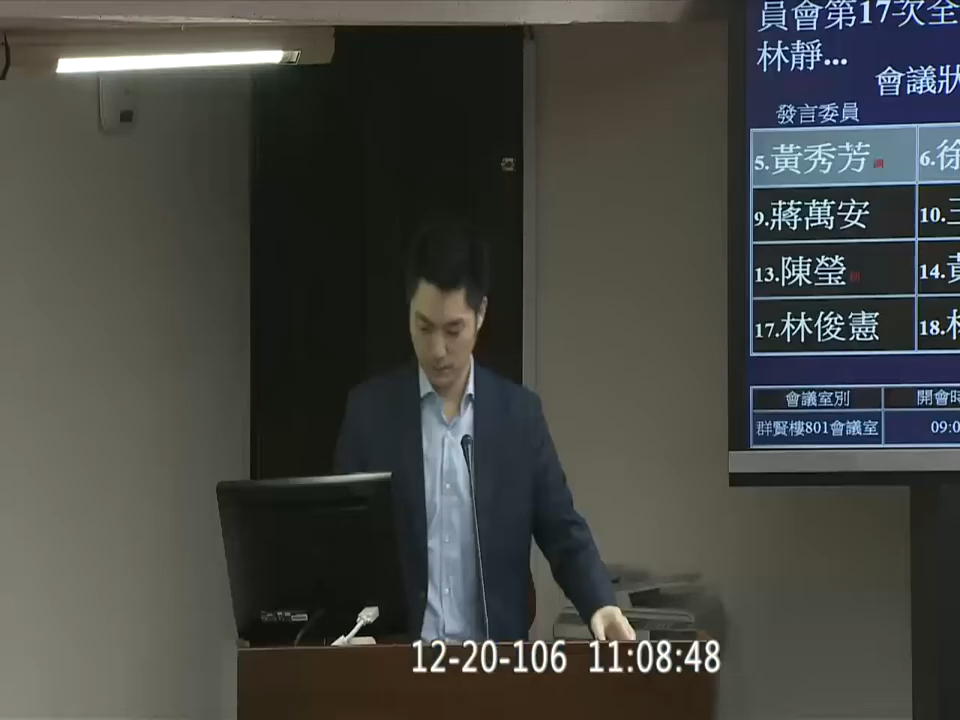 員會第17次全
林靜...
會議狀
發言委員
5.黃秀芳 6.徐
9.蔣萬安 10.王
13.陳瑩 14.黃
17.林俊憲 18.林
會議室別 開會時
群賢樓801會議室 09:0
12-20-106 11:08:48